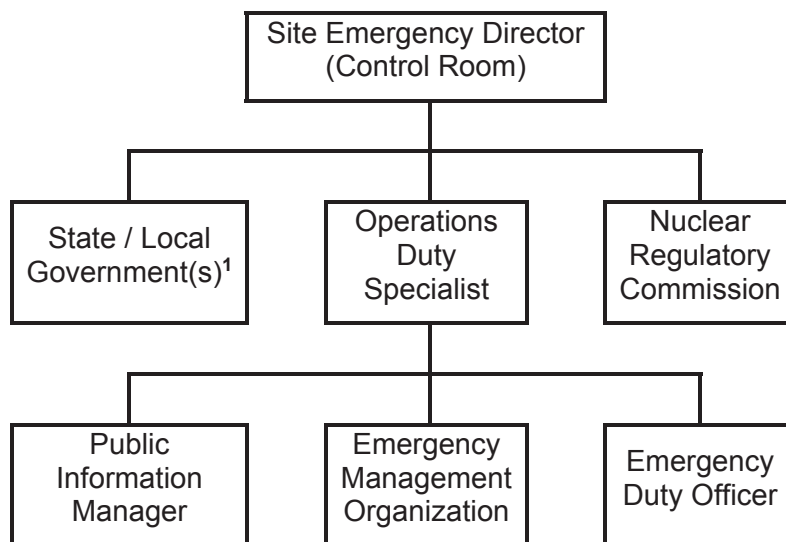 Site Emergency Director
(Control Room)
State / Local
Government(s)¹
Operations
Duty
Specialist
Nuclear
Regulatory
Commission
Public
Information
Manager
Emergency
Management
Organization
Emergency
Duty Officer